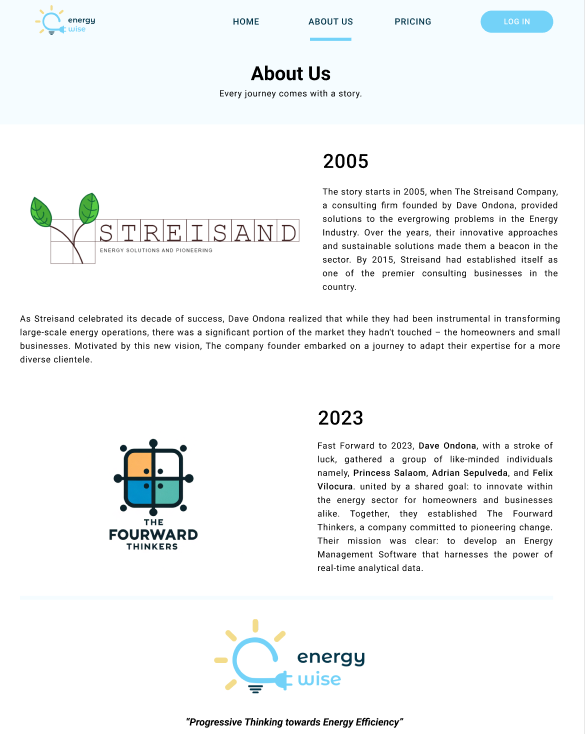 energy
wise
HOME ABOUT US PRICING LOG IN
About Us
Every journey comes with a story.
2005
The story starts in 2005, when The Streisand Company,
a consulting firm founded by Dave Ondona, provided
solutions to the evergrowing problems in the Energy
Industry. Over the years, their innovative approaches
and sustainable solutions made them a beacon in the
sector. By 2015, Streisand had established itself as
one of the premier consulting businesses in the
country.
STREISAND
ENERGY SOLUTIONS AND PIONEERING
As Streisand celebrated its decade of success, Dave Ondona realized that while they had been instrumental in transforming
large-scale energy operations, there was a significant portion of the market they hadn't touched – the homeowners and small
businesses. Motivated by this new vision, The company founder embarked on a journey to adapt their expertise for a more
diverse clientele.
2023
Fast Forward to 2023, Dave Ondona, with a stroke of
luck, gathered a group of like-minded individuals
namely, Princess Salaom, Adrian Sepulveda, and Felix
Vilocura. united by a shared goal: to innovate within
the energy sector for homeowners and businesses
alike. Together, they established The Fourward
Thinkers, a company committed to pioneering change.
Their mission was clear: to develop an Energy
Management Software that harnesses the power of
real-time analytical data.
THE
FOURWARD
THINKERS
energy
wise
“Progressive Thinking towards Energy Efficiency”